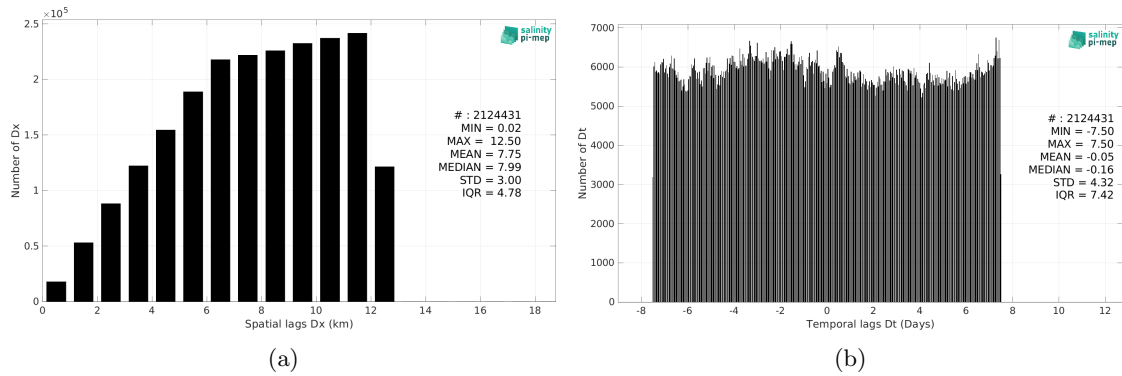 ×10⁵
2.5
2
1.5
1
0.5
0
Number of Dx
salinity
pi-mep
# : 2124431
MIN = 0.02
MAX = 12.50
MEAN = 7.75
MEDIAN = 7.99
STD = 3.00
IQR = 4.78
0 2 4 6 8 10 12 14 16 18
Spatial lags Dx (km)
(a)
7000
6000
5000
4000
3000
2000
1000
0
Number of Dt
salinity
pi-mep
# : 2124431
MIN = -7.50
MAX = 7.50
MEAN = -0.05
MEDIAN = -0.16
STD = 4.32
IQR = 7.42
-8 -6 -4 -2 0 2 4 6 8 10 12
Temporal lags Dt (Days)
(b)